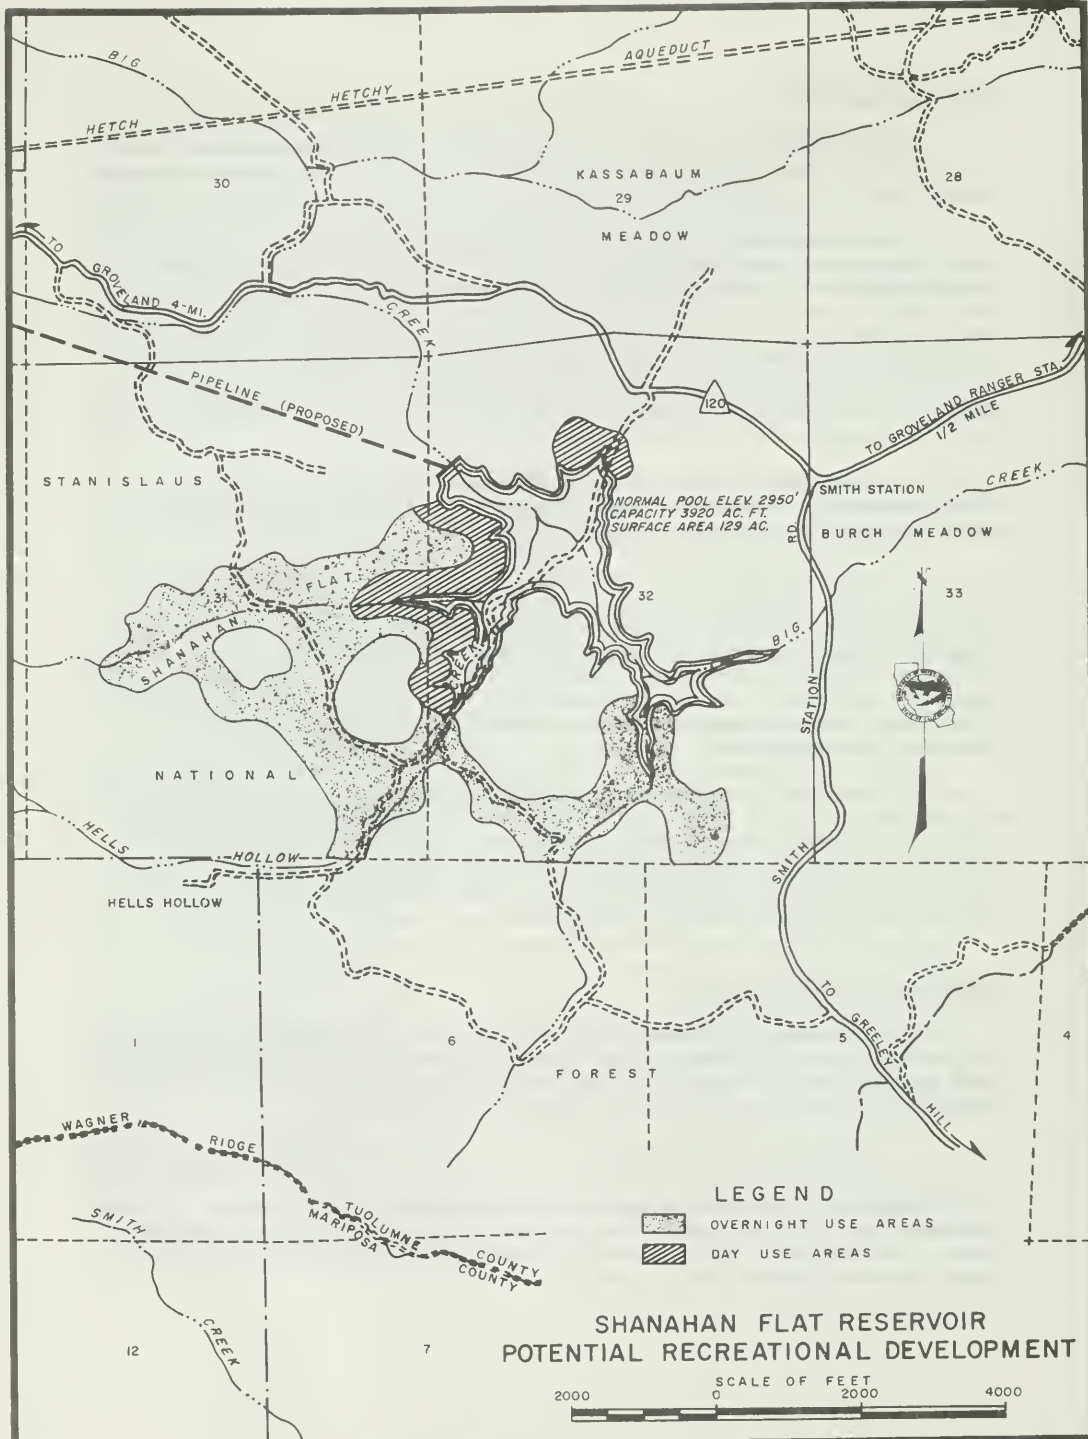 BIG
AQUEDUCT
HETCHY
HETCH
30
KASSABAUM
29
MEADOW
28
TO
GROVELAND 4-MI.
CREEK
PIPELINE (PROPOSED)
120
TO GROVELAND RANGER STA.
1/2 MILE
STANISLAUS
NORMAL POOL ELEV. 2950'
CAPACITY 3920 AC. FT.
SURFACE AREA 129 AC.
SMITH STATION
CREEK
RD.
BURCH MEADOW
FLAT
31
32
33
SHANAHAN
CREEK
BIG
STATION
NATIONAL
HELLS
HOLLOW
HELLS HOLLOW
SMITH
TO
GREELEY
HILL
1
6
5
4
FOREST
WAGNER
RIDGE
TUOLUMNE
MARIPOSA
COUNTY
COUNTY
SMITH
CREEK
12
7
LEGEND
OVERNIGHT USE AREAS
DAY USE AREAS
SHANAHAN FLAT RESERVOIR
POTENTIAL RECREATIONAL DEVELOPMENT
SCALE OF FEET
2000 0 2000 4000